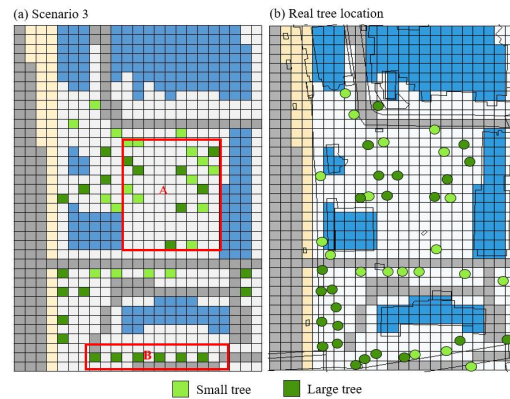 (a) Scenario 3
(b) Real tree location
A
B
Small tree
Large tree